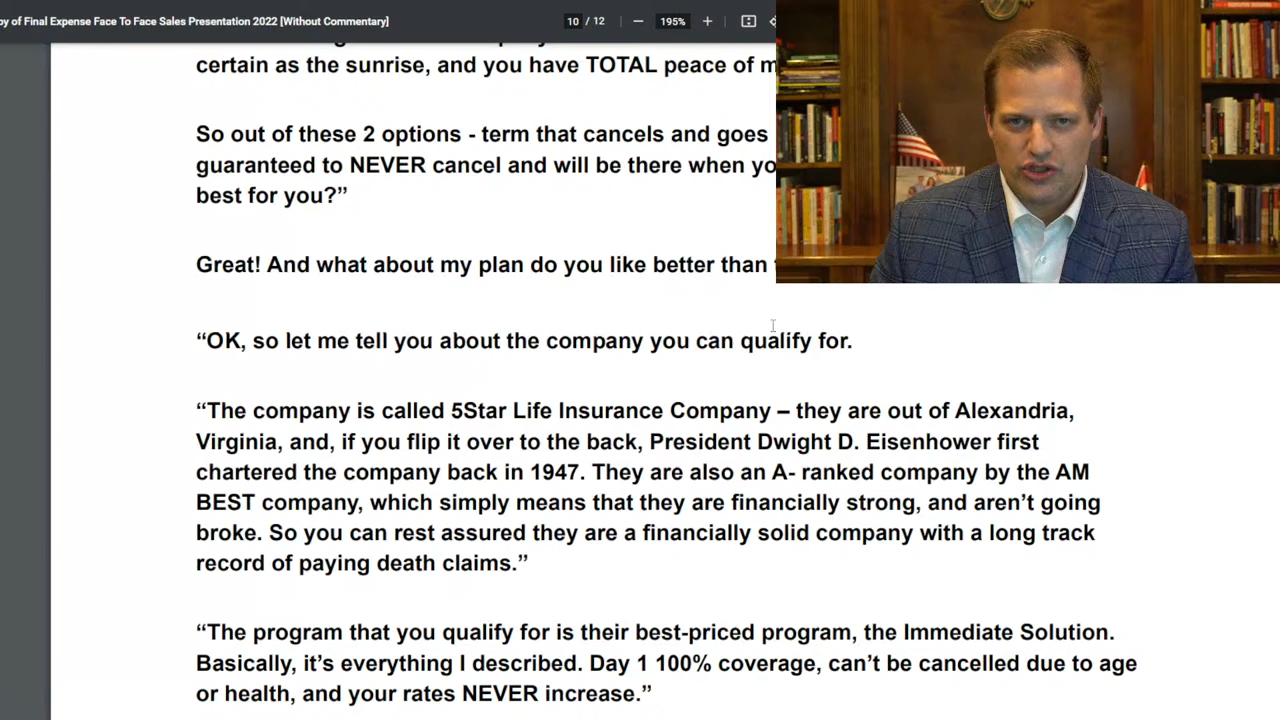 py of Final Expense Face To Face Sales Presentation 2022 [Without Commentary]
10 / 12
195%
certain as the sunrise, and you have TOTAL peace of m
So out of these 2 options - term that cancels and goes
guaranteed to NEVER cancel and will be there when yo
best for you?”
Great! And what about my plan do you like better than
“OK, so let me tell you about the company you can qualify for.
“The company is called 5Star Life Insurance Company – they are out of Alexandria,
Virginia, and, if you flip it over to the back, President Dwight D. Eisenhower first
chartered the company back in 1947. They are also an A- ranked company by the AM
BEST company, which simply means that they are financially strong, and aren’t going
broke. So you can rest assured they are a financially solid company with a long track
record of paying death claims.”
“The program that you qualify for is their best-priced program, the Immediate Solution.
Basically, it’s everything I described. Day 1 100% coverage, can’t be cancelled due to age
or health, and your rates NEVER increase.”